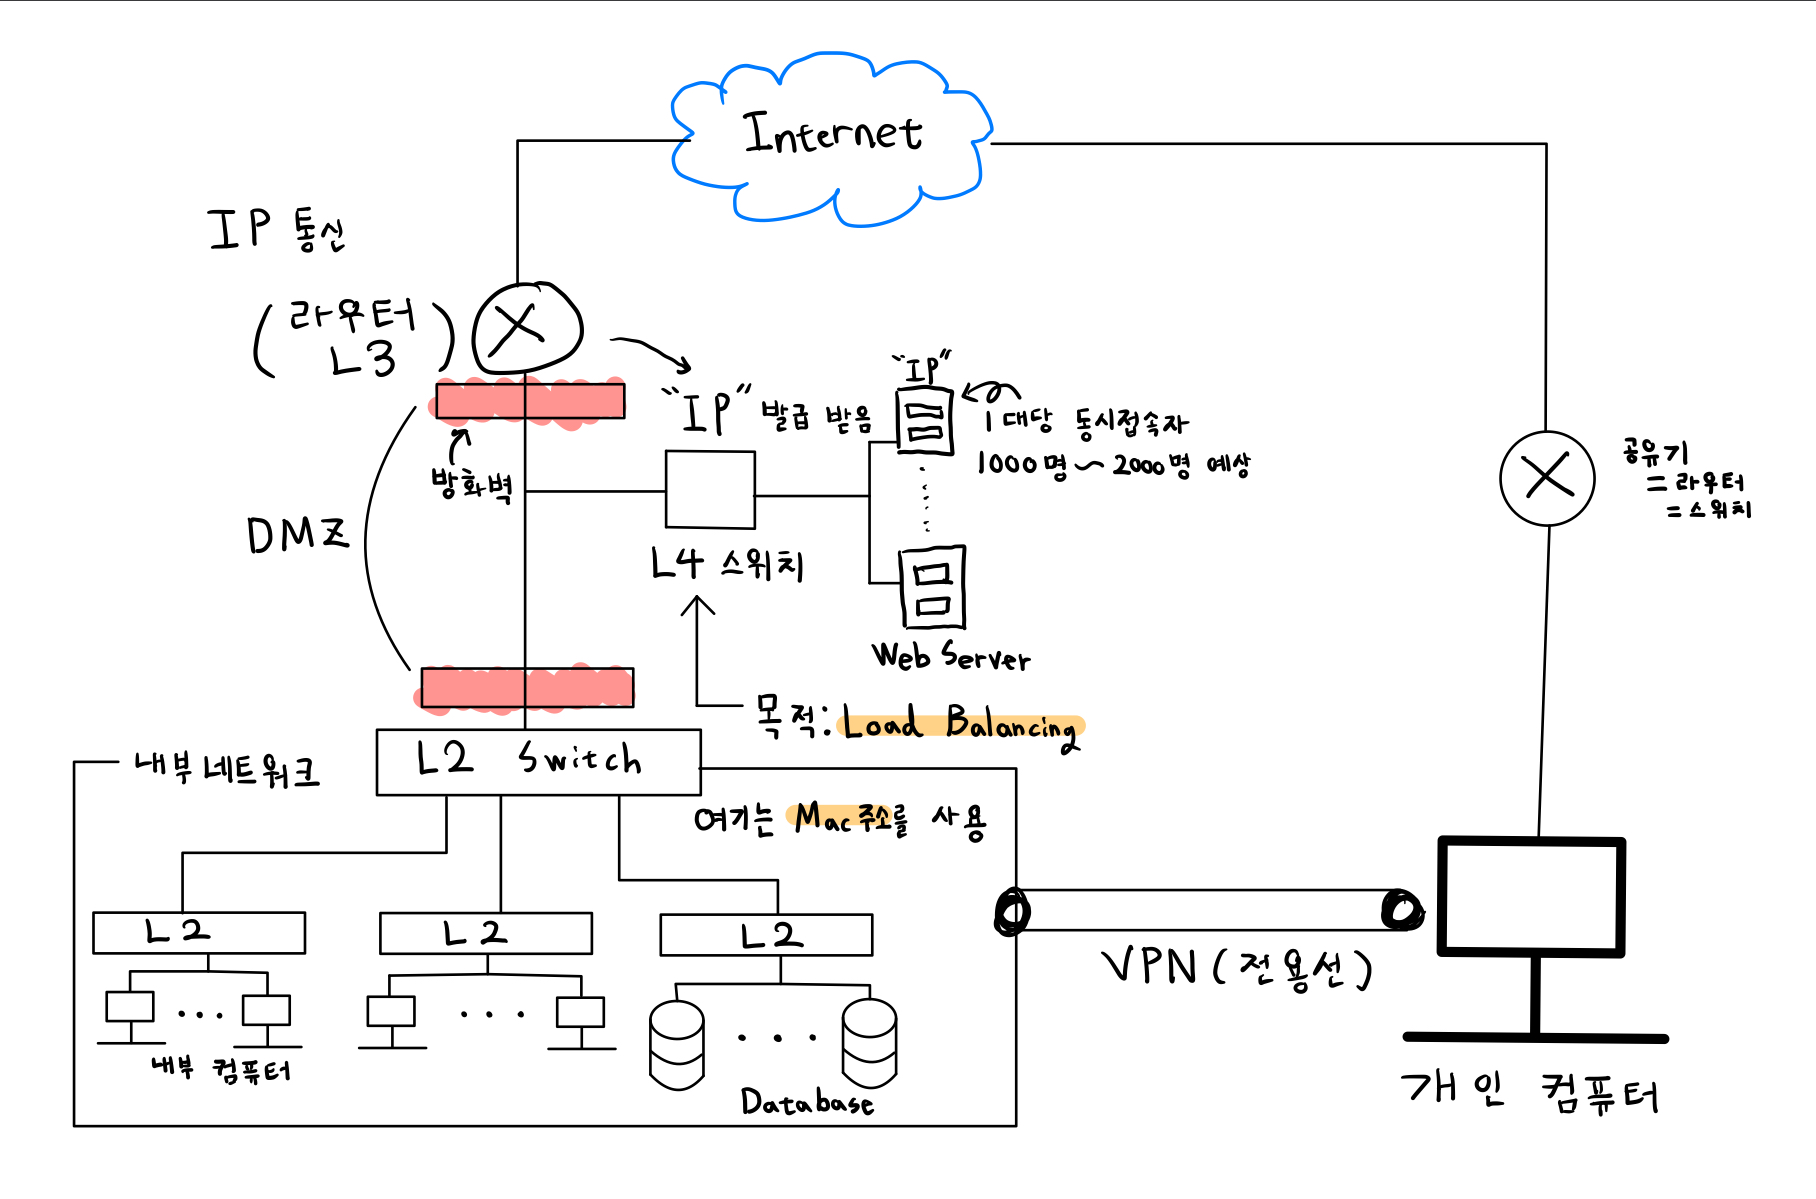 Internet
IP 통신
(라우터
L3)
"IP" 발급 받음
"IP"
1대당 동시접속자
1000명~2000명 예상
공유기
= 라우터
= 스위치
방화벽
DMZ
L4 스위치
Web Server
목적: Load Balancing
내부 네트워크
L2 Switch
여기는 Mac주소를 사용
L2
L2
L2
VPN (전용선)
내부 컴퓨터
Database
개인 컴퓨터